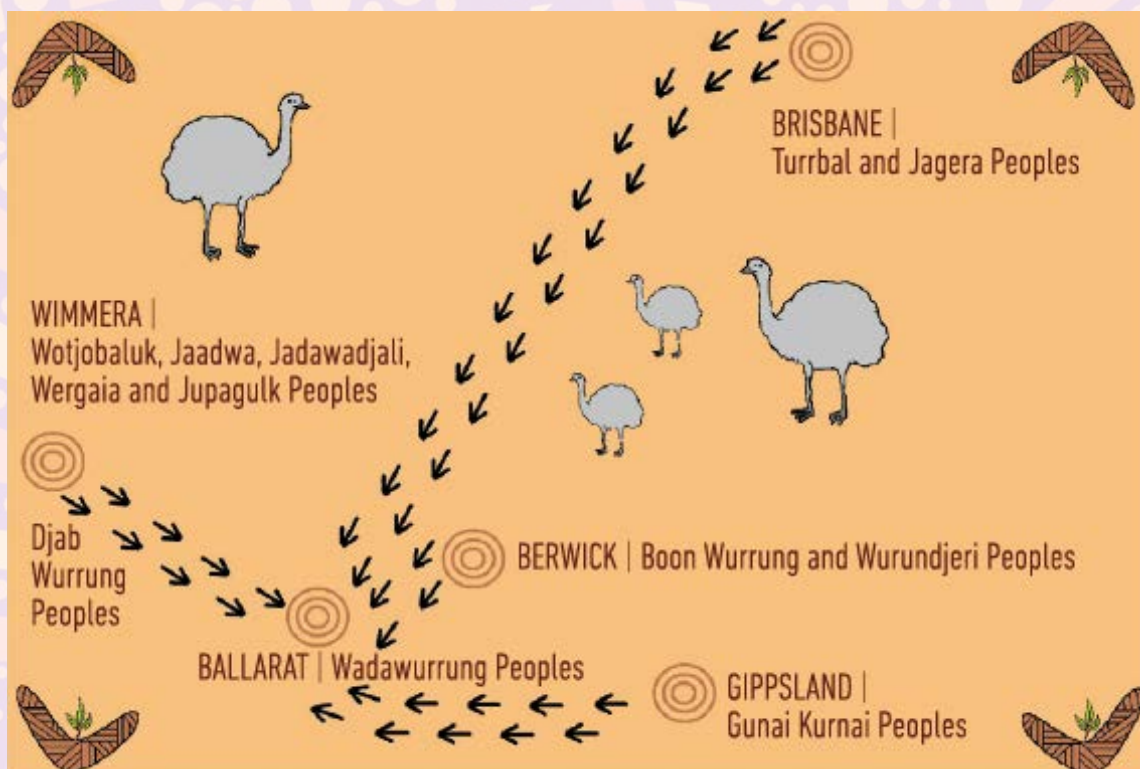 BRISBANE |
Turrbal and Jagera Peoples
WIMMERA |
Wotjobaluk, Jaadwa, Jadawadjali,
Wergaia and Jupagulk Peoples
Djab
Wurrung
Peoples
BERWICK | Boon Wurrung and Wurundjeri Peoples
BALLARAT | Wadawurrung Peoples
GIPPSLAND |
Gunai Kurnai Peoples